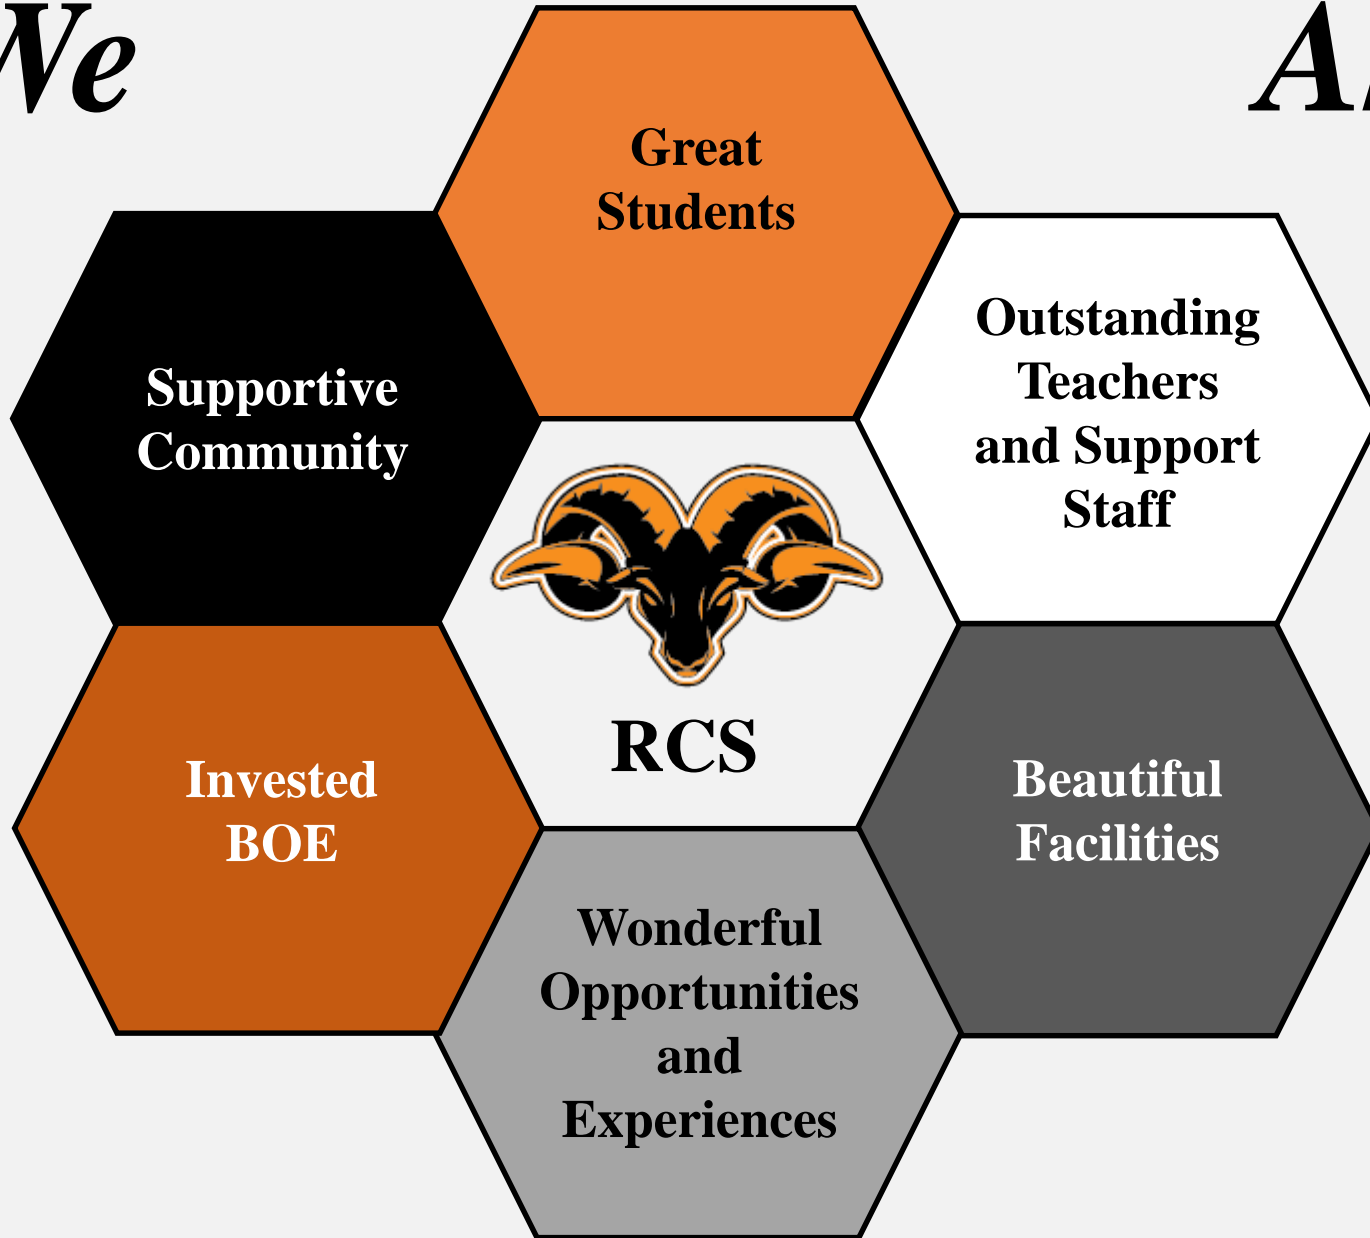 We
Great
Students
Supportive
Community
Outstanding
Teachers
and Support
Staff
RCS
Invested
BOE
Beautiful
Facilities
Wonderful
Opportunities
and
Experiences